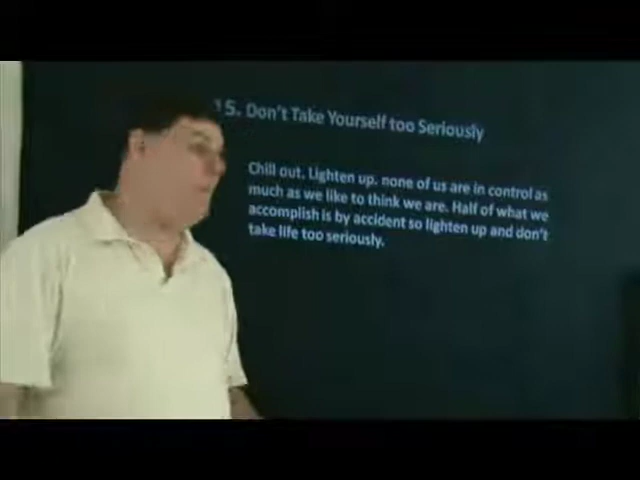 15. Don't Take Yourself too Seriously
Chill out. Lighten up. none of us are in control as
much as we like to think we are. Half of what we
accomplish is by accident so lighten up and don't
take life too seriously.